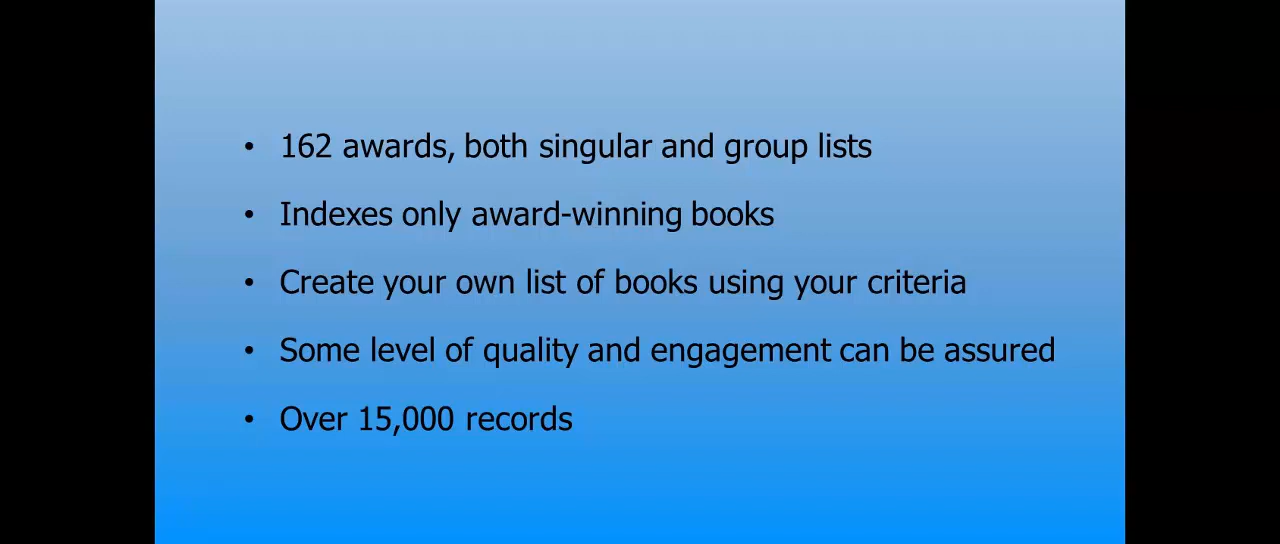 • 162 awards, both singular and group lists
• Indexes only award-winning books
• Create your own list of books using your criteria
• Some level of quality and engagement can be assured
• Over 15,000 records